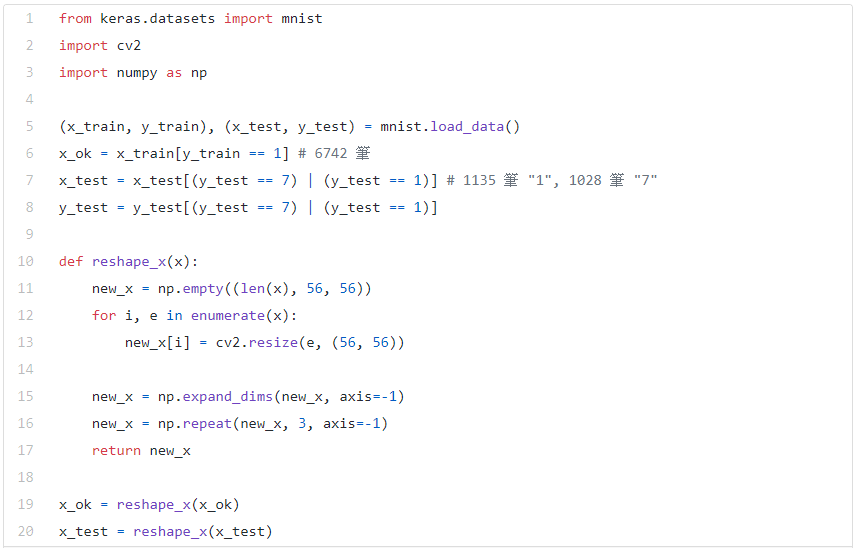 1 from keras.datasets import mnist
2 import cv2
3 import numpy as np
4
5 (x_train, y_train), (x_test, y_test) = mnist.load_data()
6 x_ok = x_train[y_train == 1] # 6742 筆
7 x_test = x_test[(y_test == 7) | (y_test == 1)] # 1135 筆 "1", 1028 筆 "7"
8 y_test = y_test[(y_test == 7) | (y_test == 1)]
9
10 def reshape_x(x):
11     new_x = np.empty((len(x), 56, 56))
12     for i, e in enumerate(x):
13         new_x[i] = cv2.resize(e, (56, 56))
14
15     new_x = np.expand_dims(new_x, axis=-1)
16     new_x = np.repeat(new_x, 3, axis=-1)
17     return new_x
18
19 x_ok = reshape_x(x_ok)
20 x_test = reshape_x(x_test)